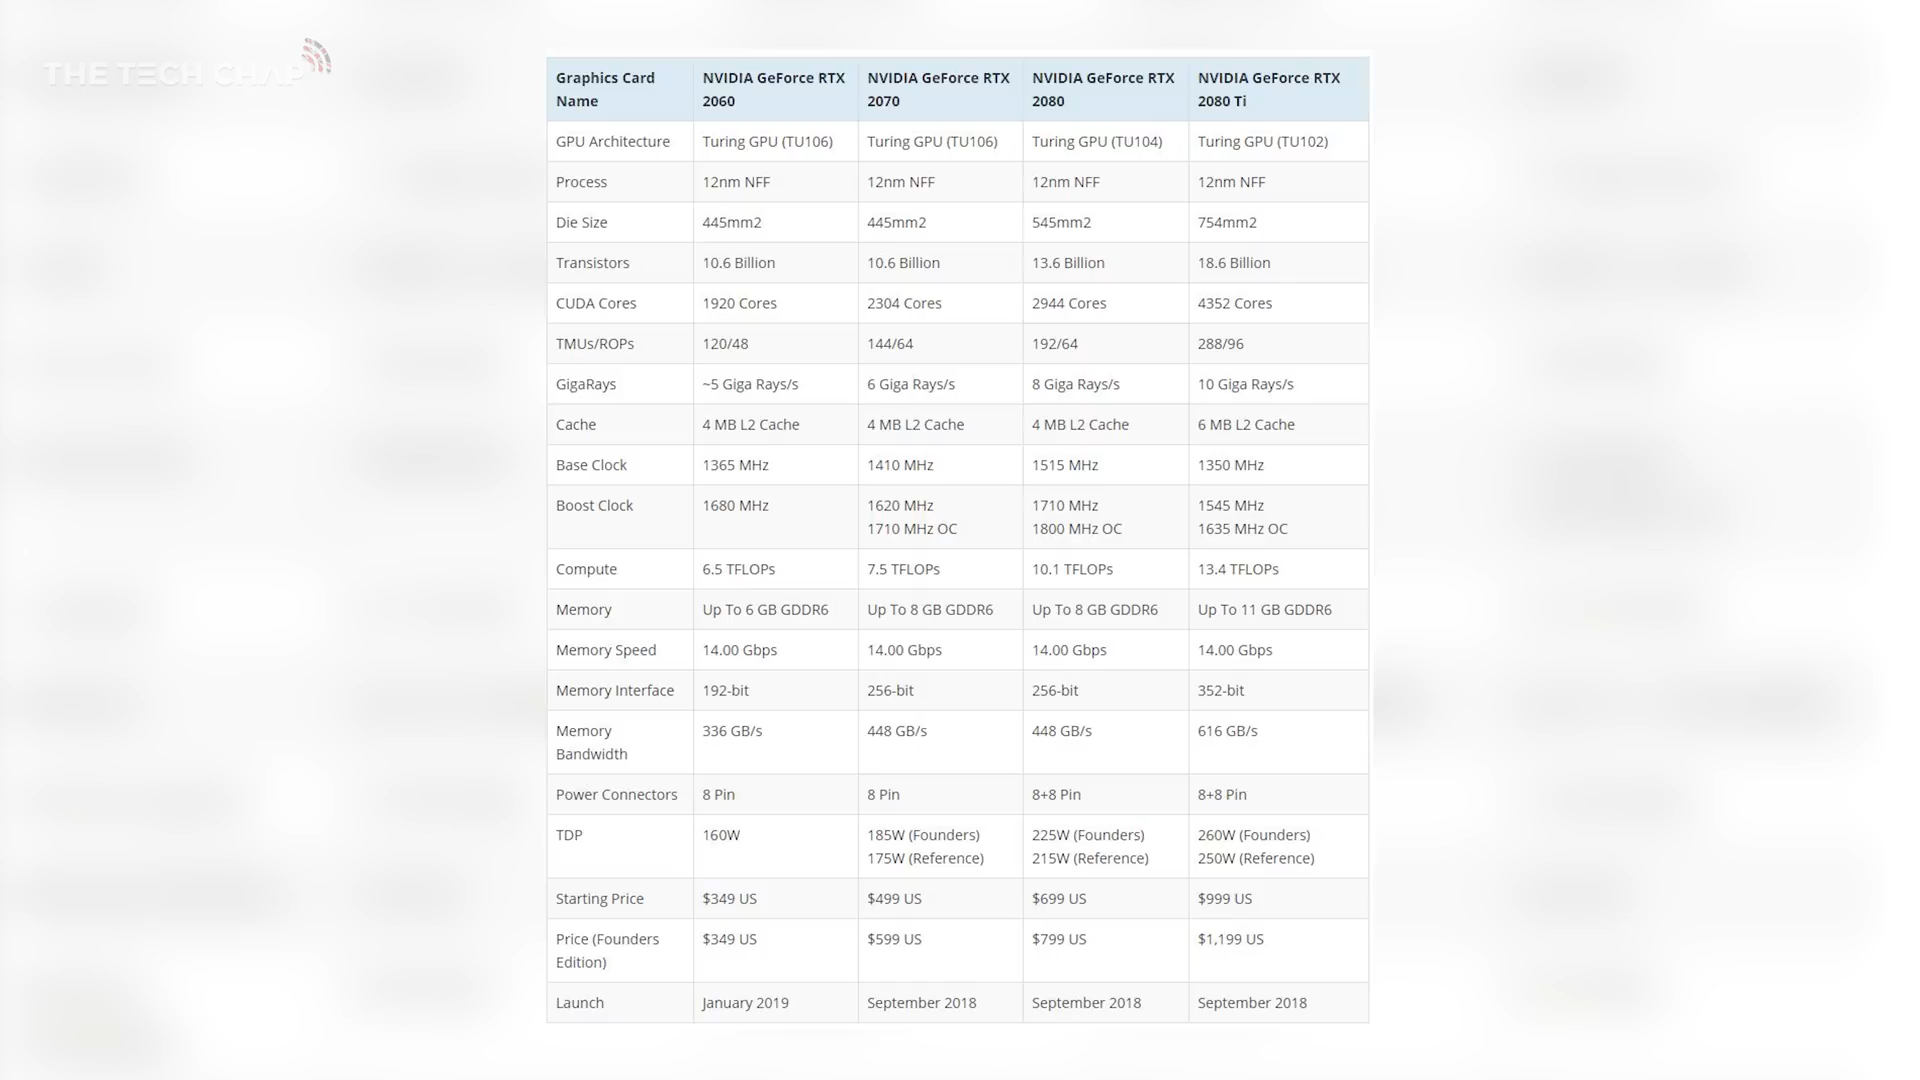 THE TECH CHAP
Graphics Card Name | NVIDIA GeForce RTX 2060 | NVIDIA GeForce RTX 2070 | NVIDIA GeForce RTX 2080 | NVIDIA GeForce RTX 2080 Ti
GPU Architecture | Turing GPU (TU106) | Turing GPU (TU106) | Turing GPU (TU104) | Turing GPU (TU102)
Process | 12nm NFF | 12nm NFF | 12nm NFF | 12nm NFF
Die Size | 445mm2 | 445mm2 | 545mm2 | 754mm2
Transistors | 10.6 Billion | 10.6 Billion | 13.6 Billion | 18.6 Billion
CUDA Cores | 1920 Cores | 2304 Cores | 2944 Cores | 4352 Cores
TMUs/ROPs | 120/48 | 144/64 | 192/64 | 288/96
GigaRays | ~5 Giga Rays/s | 6 Giga Rays/s | 8 Giga Rays/s | 10 Giga Rays/s
Cache | 4 MB L2 Cache | 4 MB L2 Cache | 4 MB L2 Cache | 6 MB L2 Cache
Base Clock | 1365 MHz | 1410 MHz | 1515 MHz | 1350 MHz
Boost Clock | 1680 MHz | 1620 MHz 1710 MHz OC | 1710 MHz 1800 MHz OC | 1545 MHz 1635 MHz OC
Compute | 6.5 TFLOPs | 7.5 TFLOPs | 10.1 TFLOPs | 13.4 TFLOPs
Memory | Up To 6 GB GDDR6 | Up To 8 GB GDDR6 | Up To 8 GB GDDR6 | Up To 11 GB GDDR6
Memory Speed | 14.00 Gbps | 14.00 Gbps | 14.00 Gbps | 14.00 Gbps
Memory Interface | 192-bit | 256-bit | 256-bit | 352-bit
Memory Bandwidth | 336 GB/s | 448 GB/s | 448 GB/s | 616 GB/s
Power Connectors | 8 Pin | 8 Pin | 8+8 Pin | 8+8 Pin
TDP | 160W | 185W (Founders) 175W (Reference) | 225W (Founders) 215W (Reference) | 260W (Founders) 250W (Reference)
Starting Price | $349 US | $499 US | $699 US | $999 US
Price (Founders Edition) | $349 US | $599 US | $799 US | $1,199 US
Launch | January 2019 | September 2018 | September 2018 | September 2018